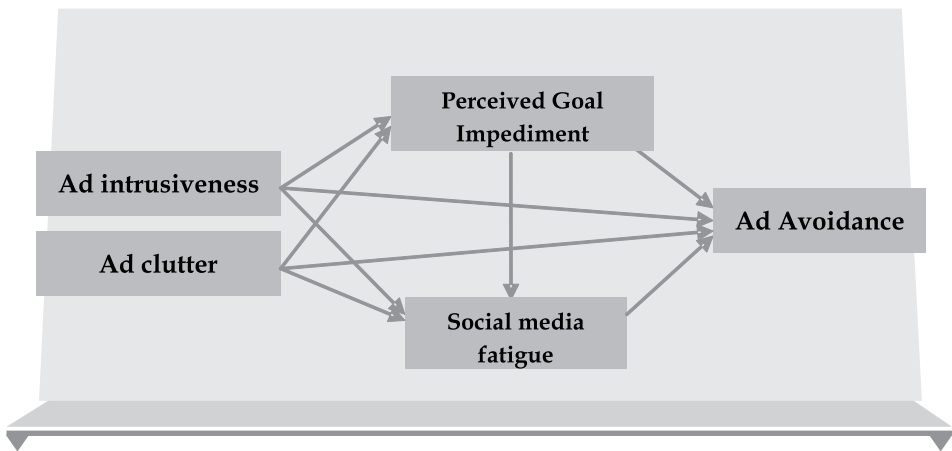 Perceived Goal
Impediment
Ad intrusiveness
Ad Avoidance
Ad clutter
Social media
fatigue